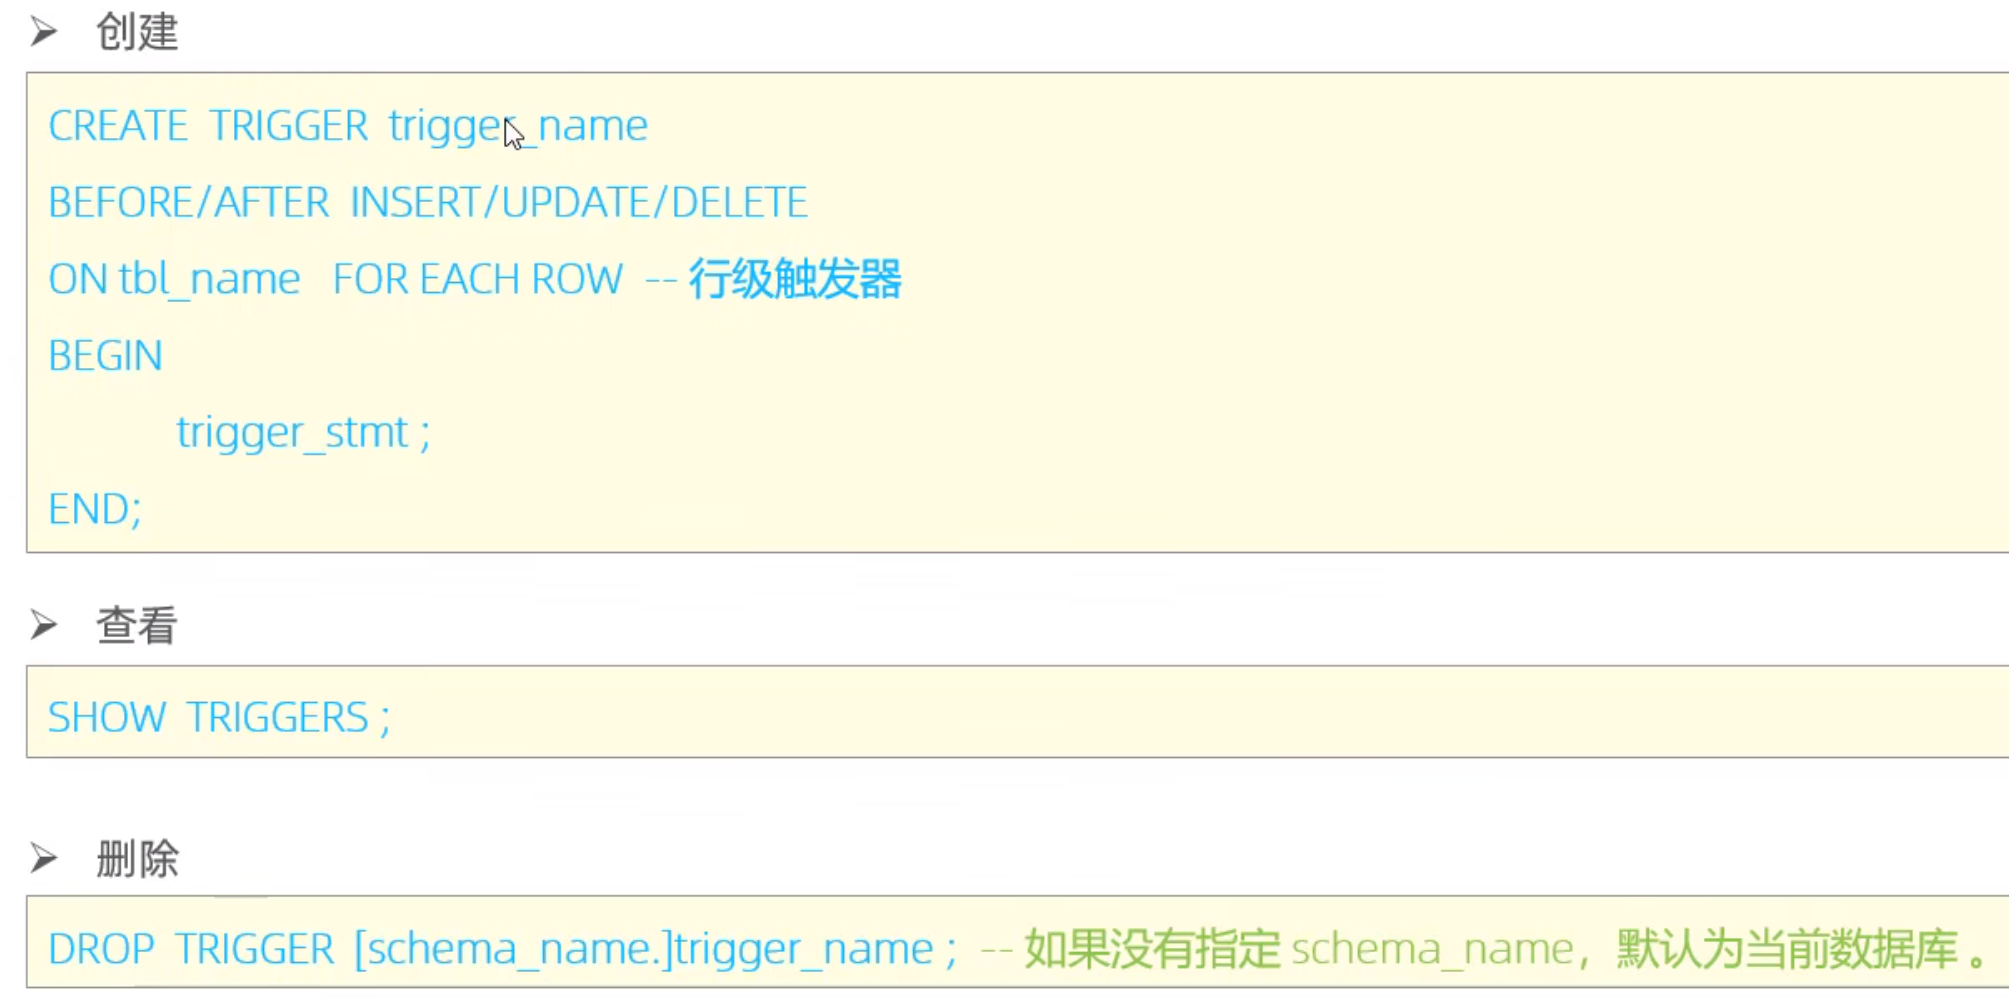 创建
CREATE TRIGGER trigger_name
BEFORE/AFTER INSERT/UPDATE/DELETE
ON tbl_name FOR EACH ROW -- 行级触发器
BEGIN
trigger_stmt ;
END;
查看
SHOW TRIGGERS ;
删除
DROP TRIGGER [schema_name.]trigger_name ; -- 如果没有指定 schema_name，默认为当前数据库 。